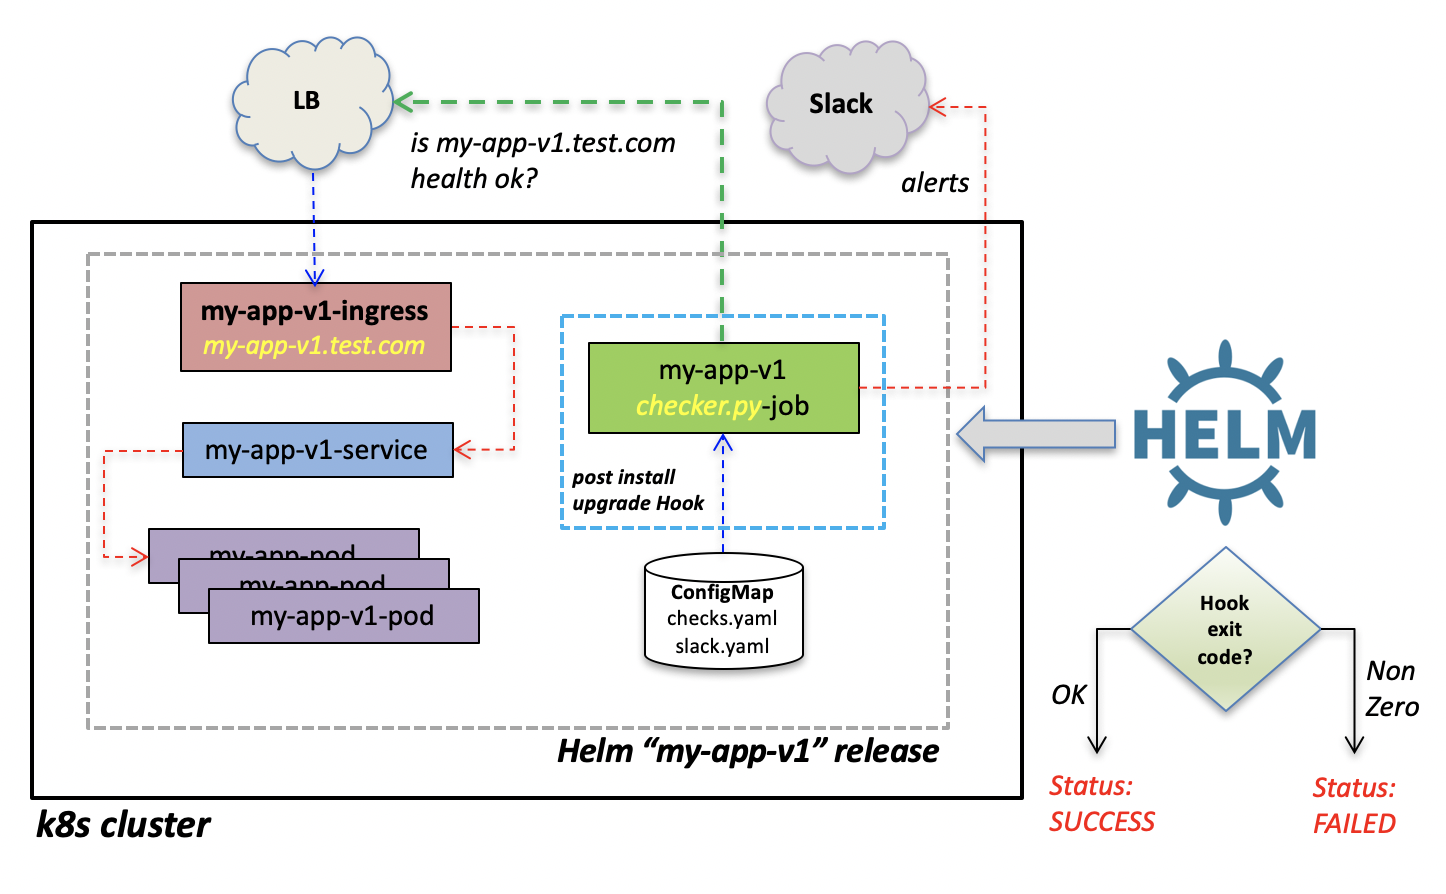 LB
Slack
is my-app-v1.test.com
health ok?
alerts
my-app-v1-ingress
my-app-v1.test.com
my-app-v1
checker.py-job
my-app-v1-service
post install
upgrade Hook
HELM
my-app-pod
my-app-pod
my-app-v1-pod
ConfigMap
checks.yaml
slack.yaml
Hook
exit
code?
OK
Non
Zero
Helm “my-app-v1” release
Status:
SUCCESS
Status:
FAILED
k8s cluster